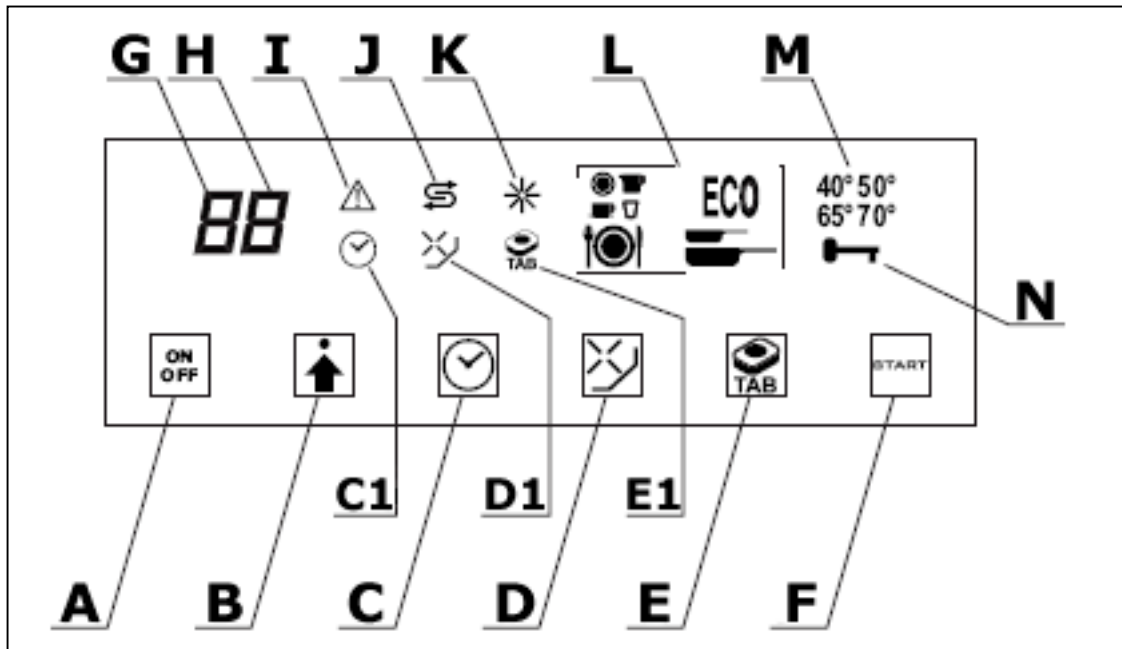 G H I J K L M
88 ECO 40° 50°
65° 70°
TAB
N
ON
OFF
TAB
START
C1 D1 E1
A B C D E F